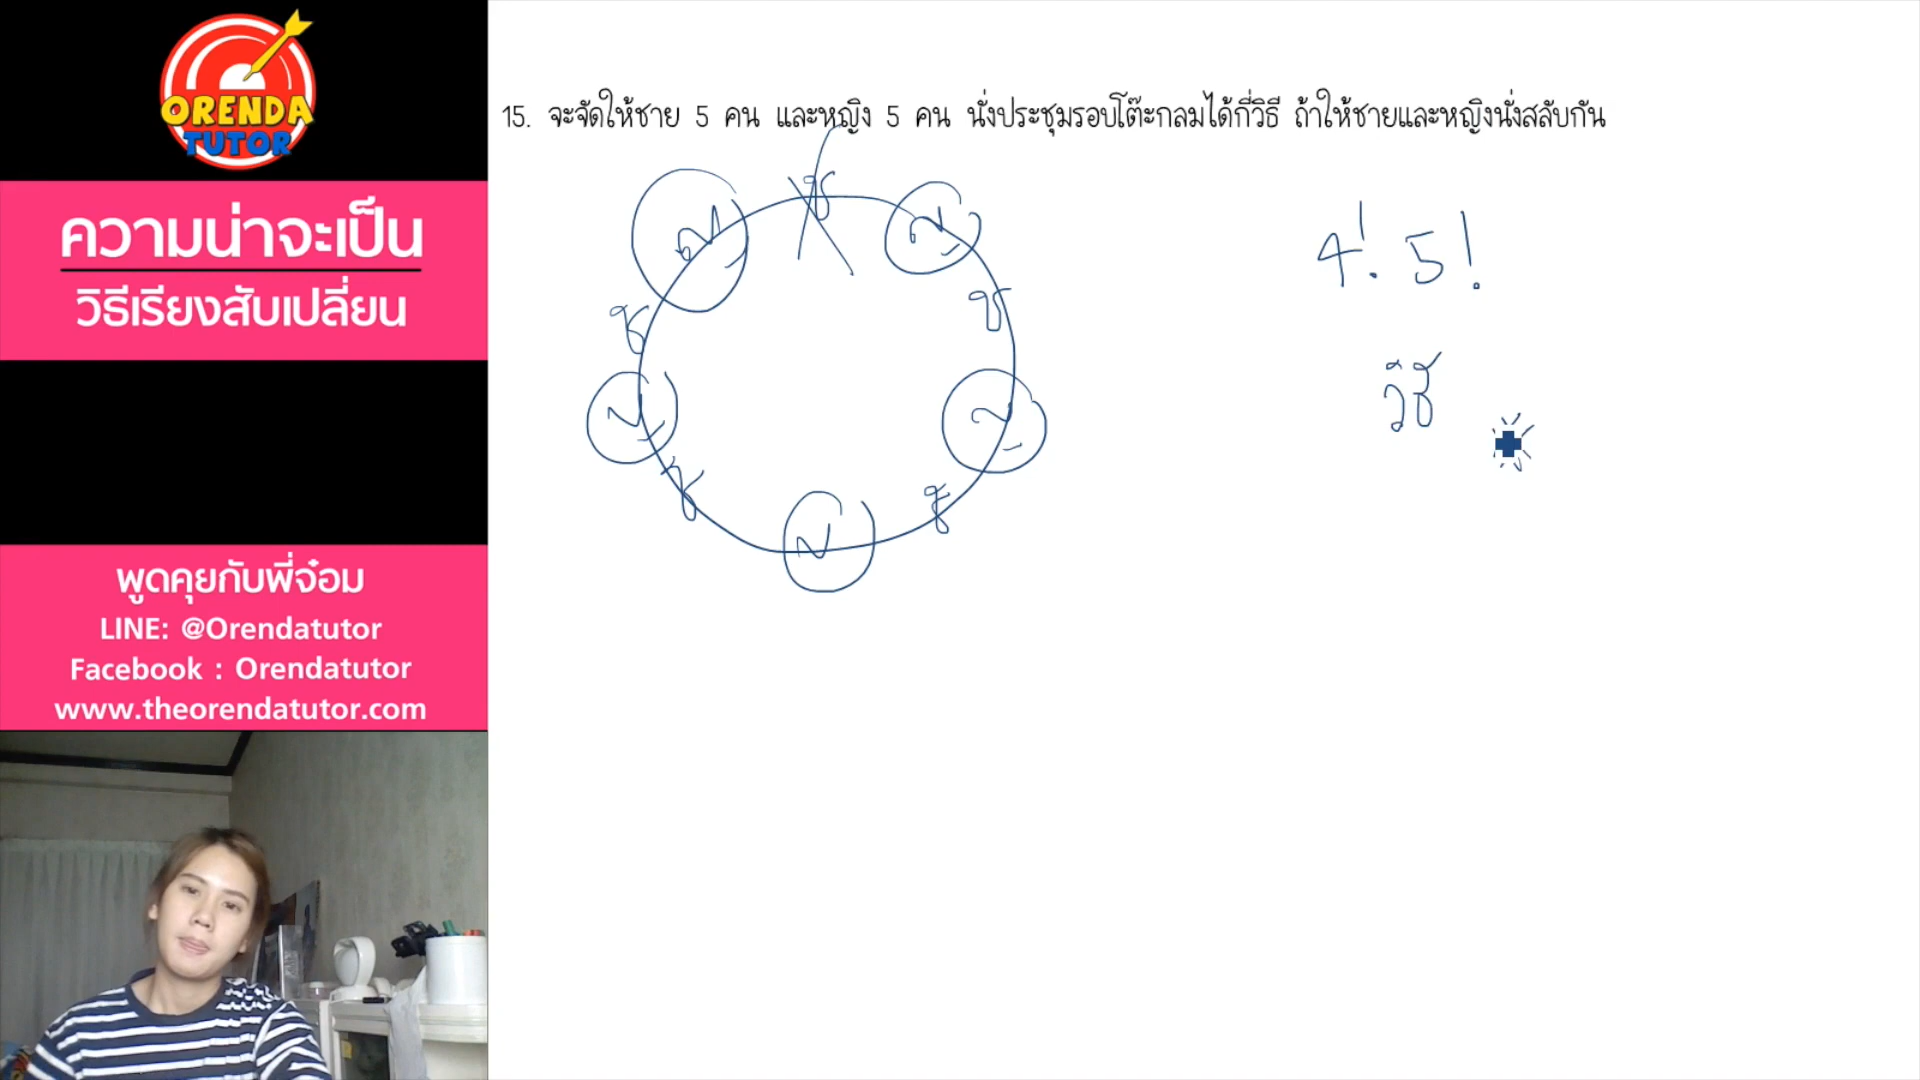 ORENDA
TUTOR
ความน่าจะเป็น
วิธีเรียงสับเปลี่ยน
พูดคุยกับพี่จ๋อม
LINE: @Orendatutor
Facebook : Orendatutor
www.theorendatutor.com
15. จะจัดให้ชาย 5 คน และหญิง 5 คน นั่งประชุมรอบโต๊ะกลมได้กี่วิธี ถ้าให้ชายและหญิงนั่งสลับกัน
4! . 5!
วิธี
ช
ช
ช
ช
ช